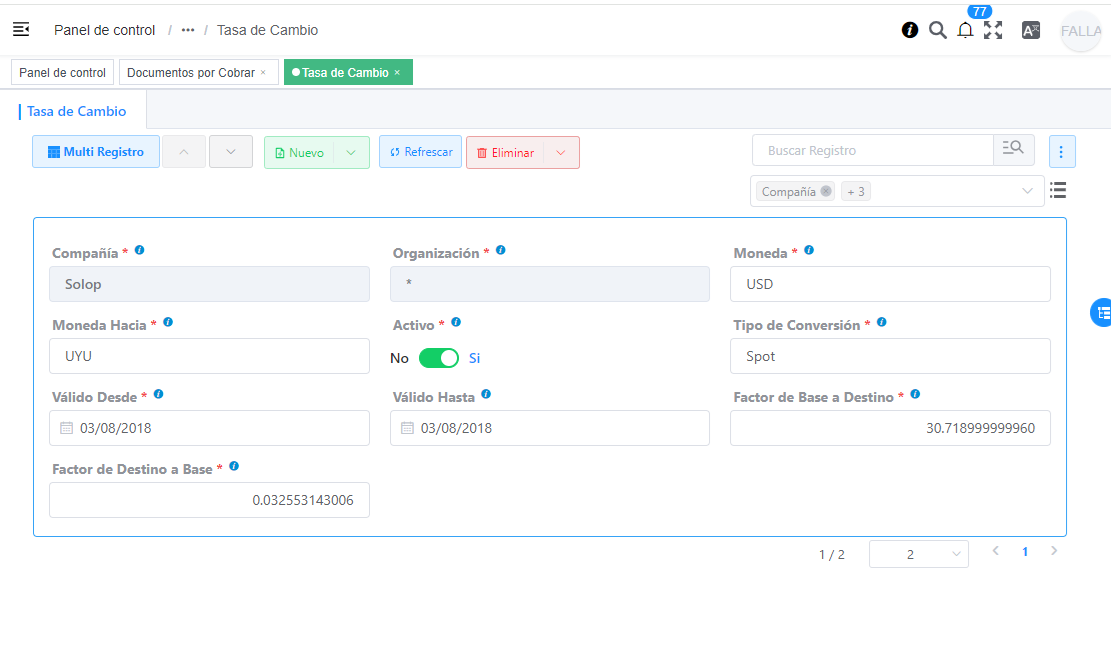 77
Panel de control / ••• / Tasa de Cambio
FALLA
Panel de control
Documentos por Cobrar ×
Tasa de Cambio ×
Tasa de Cambio
Multi Registro
Nuevo
Refrescar
Eliminar
Buscar Registro
Compañía
+ 3
Compañía * Organización * Moneda *
Solop * USD
Moneda Hacia * Activo * Tipo de Conversión *
UYU No Si Spot
Válido Desde * Válido Hasta Factor de Base a Destino *
03/08/2018 03/08/2018 30.718999999960
Factor de Destino a Base *
0.032553143006
1 / 2 2 < 1 >